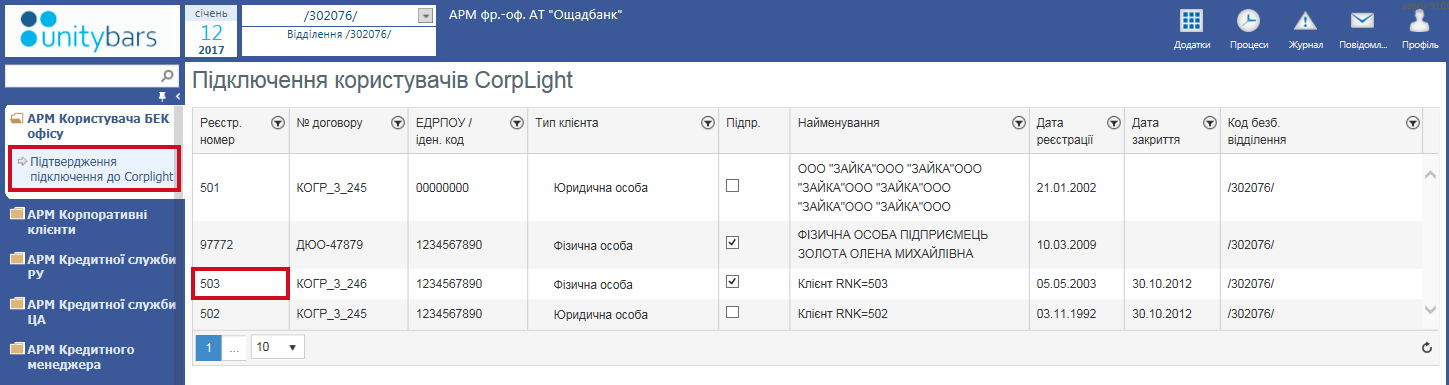 unitybars
січень
12
2017
/302076/
Відділення /302076/
АРМ фр.-оф. АТ "Ощадбанк"
Додатки
Процеси
Журнал
Повідомл...
Профіль
АРМ Користувача БЕК
офісу
Підтвердження
підключення до Corplight
АРМ Корпоративні
клієнти
АРМ Кредитної служби
РУ
АРМ Кредитної служби
ЦА
АРМ Кредитного
менеджера
Підключення користувачів CorpLight
Реєстр.
номер
№ договору
ЕДРПОУ /
іден. код
Тип клієнта
Підпр.
Найменування
Дата
реєстрації
Дата
закриття
Код безб.
відділення
501 КОГР_3_245 00000000 Юридична особа
ООО "ЗАЙКА"ООО "ЗАЙКА"ООО
"ЗАЙКА"ООО "ЗАЙКА"ООО
"ЗАЙКА"ООО "ЗАЙКА"ООО
21.01.2002 /302076/
97772 ДЮО-47879 1234567890 Фізична особа
ФІЗИЧНА ОСОБА ПІДПРИЄМЕЦЬ
ЗОЛОТА ОЛЕНА МИХАЙЛІВНА
10.03.2009 /302076/
503 КОГР_3_246 1234567890 Фізична особа Клієнт RNK=503 05.05.2003 30.10.2012 /302076/
502 КОГР_3_245 1234567890 Юридична особа Клієнт RNK=502 03.11.1992 30.10.2012 /302076/
1 ... 10